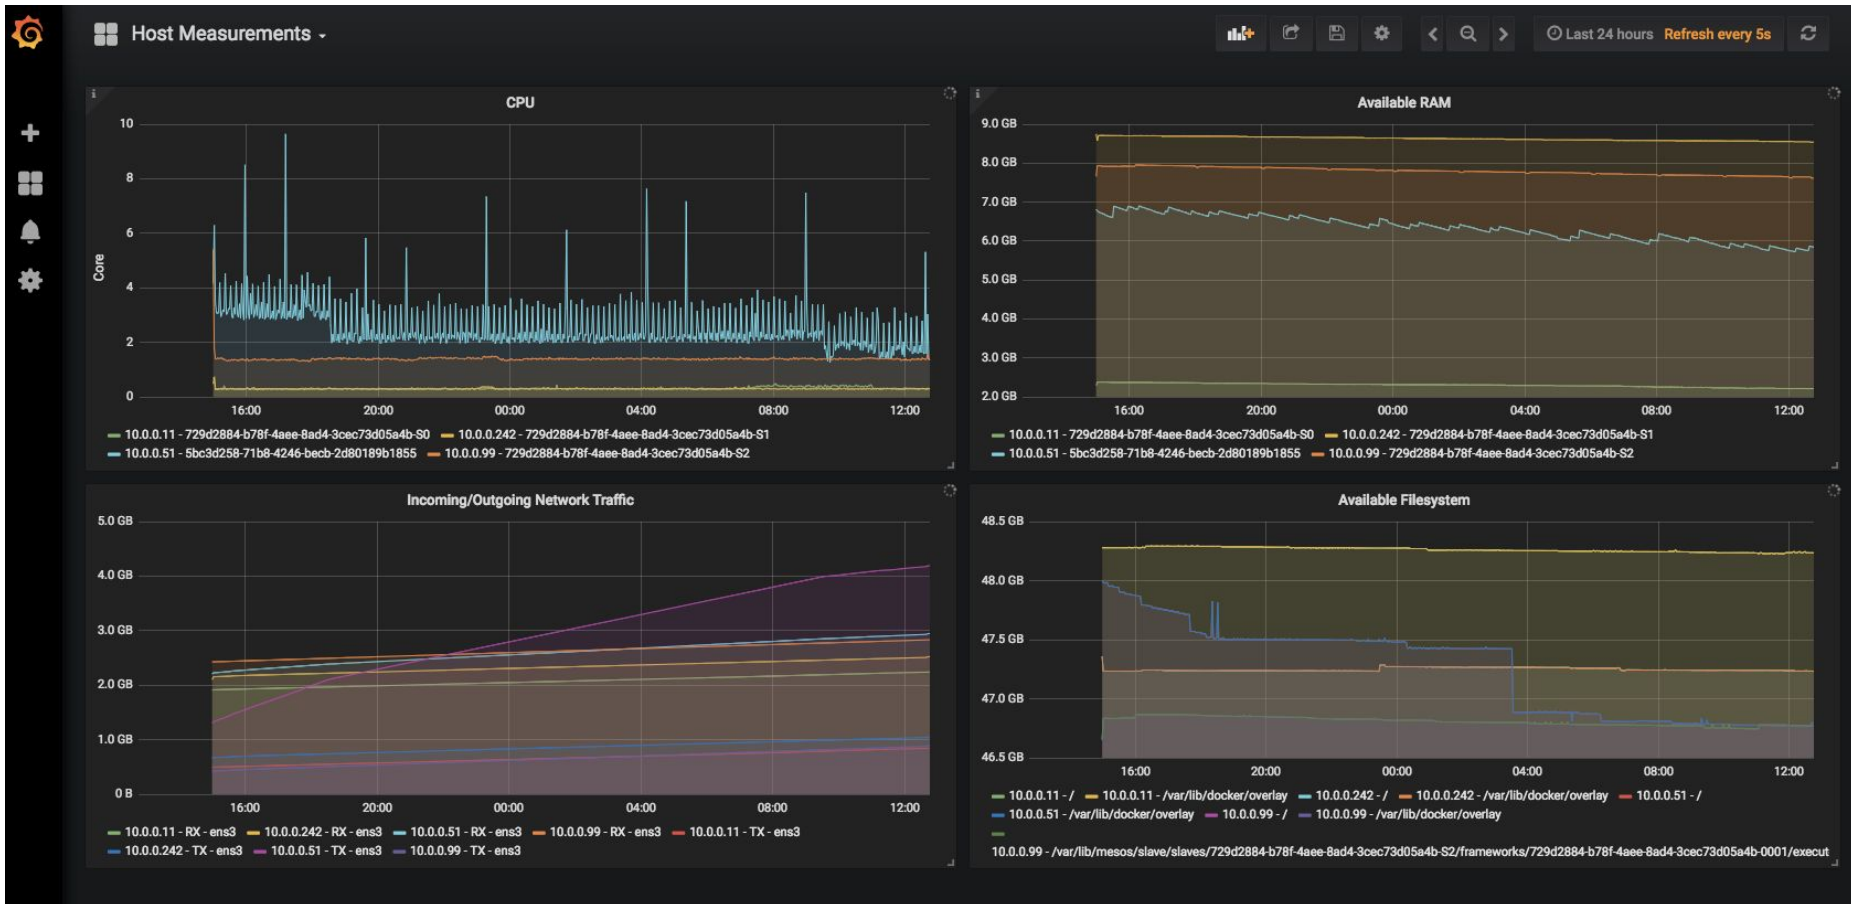 Host Measurements
Last 24 hours Refresh every 5s
CPU
10
8
6
4
2
0
Core
16:00 20:00 00:00 04:00 08:00 12:00
10.0.0.11 - 729d2884-b78f-4aee-8ad4-3cec73d05a4b-S0 10.0.0.242 - 729d2884-b78f-4aee-8ad4-3cec73d05a4b-S1
10.0.0.51 - 5bc3d258-71b8-4246-becb-2d80189b1855 10.0.0.99 - 729d2884-b78f-4aee-8ad4-3cec73d05a4b-S2
Available RAM
9.0 GB
8.0 GB
7.0 GB
6.0 GB
5.0 GB
4.0 GB
3.0 GB
2.0 GB
16:00 20:00 00:00 04:00 08:00 12:00
10.0.0.11 - 729d2884-b78f-4aee-8ad4-3cec73d05a4b-S0 10.0.0.242 - 729d2884-b78f-4aee-8ad4-3cec73d05a4b-S1
10.0.0.51 - 5bc3d258-71b8-4246-becb-2d80189b1855 10.0.0.99 - 729d2884-b78f-4aee-8ad4-3cec73d05a4b-S2
Incoming/Outgoing Network Traffic
5.0 GB
4.0 GB
3.0 GB
2.0 GB
1.0 GB
0 B
16:00 20:00 00:00 04:00 08:00 12:00
10.0.0.11 - RX - ens3 10.0.0.242 - RX - ens3 10.0.0.51 - RX - ens3 10.0.0.99 - RX - ens3 10.0.0.11 - TX - ens3
10.0.0.242 - TX - ens3 10.0.0.51 - TX - ens3 10.0.0.99 - TX - ens3
Available Filesystem
48.5 GB
48.0 GB
47.5 GB
47.0 GB
46.5 GB
16:00 20:00 00:00 04:00 08:00 12:00
10.0.0.11 - / 10.0.0.11 - /var/lib/docker/overlay 10.0.0.242 - / 10.0.0.242 - /var/lib/docker/overlay 10.0.0.51 - /
10.0.0.51 - /var/lib/docker/overlay 10.0.0.99 - / 10.0.0.99 - /var/lib/docker/overlay
10.0.0.99 - /var/lib/mesos/slave/slaves/729d2884-b78f-4aee-8ad4-3cec73d05a4b-S2/frameworks/729d2884-b78f-4aee-8ad4-3cec73d05a4b-0001/execut